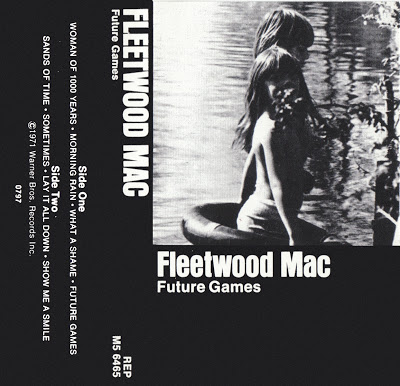 FLEETWOOD MAC
Future Games
Side One
WOMAN OF 1000 YEARS • MORNING RAIN • WHAT A SHAME • FUTURE GAMES
Side Two
SANDS OF TIME • SOMETIMES • LAY IT ALL DOWN • SHOW ME A SMILE
©1971 Warner Bros. Records Inc.
0797
REP
M5 6465
Fleetwood Mac
Future Games